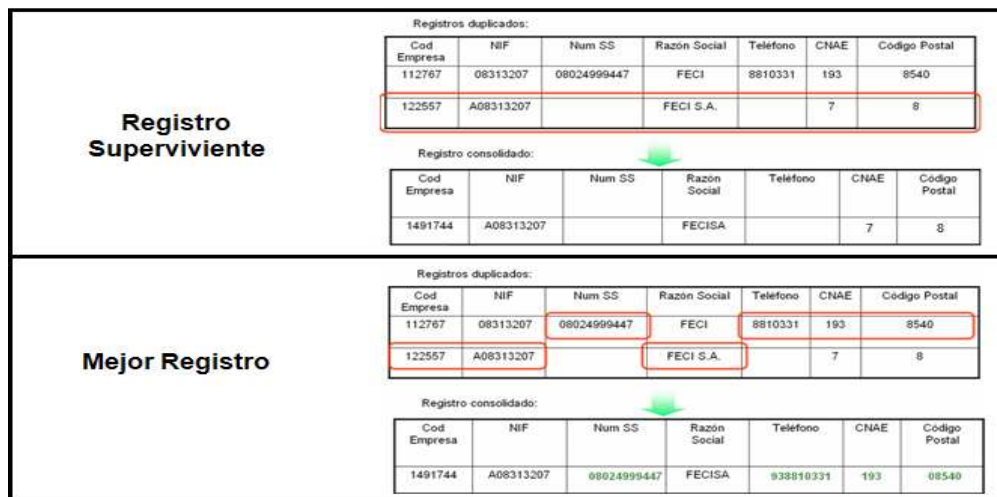 Registro
Superviviente
Registros duplicados:
Cod Empresa NIF Num SS Razón Social Teléfono CNAE Código Postal
112767 08313207 08024999447 FECI 8810331 193 8540
122557 A08313207 FECI S.A. 7 8
Registro consolidado:
Cod Empresa NIF Num SS Razón Social Teléfono CNAE Código Postal
1491744 A08313207 FECISA 7 8
Mejor Registro
Registros duplicados:
Cod Empresa NIF Num SS Razón Social Teléfono CNAE Código Postal
112767 08313207 08024999447 FECI 8810331 193 8540
122557 A08313207 FECI S.A. 7 8
Registro consolidado:
Cod Empresa NIF Num SS Razón Social Teléfono CNAE Código Postal
1491744 A08313207 08024999447 FECISA 938810331 193 08540